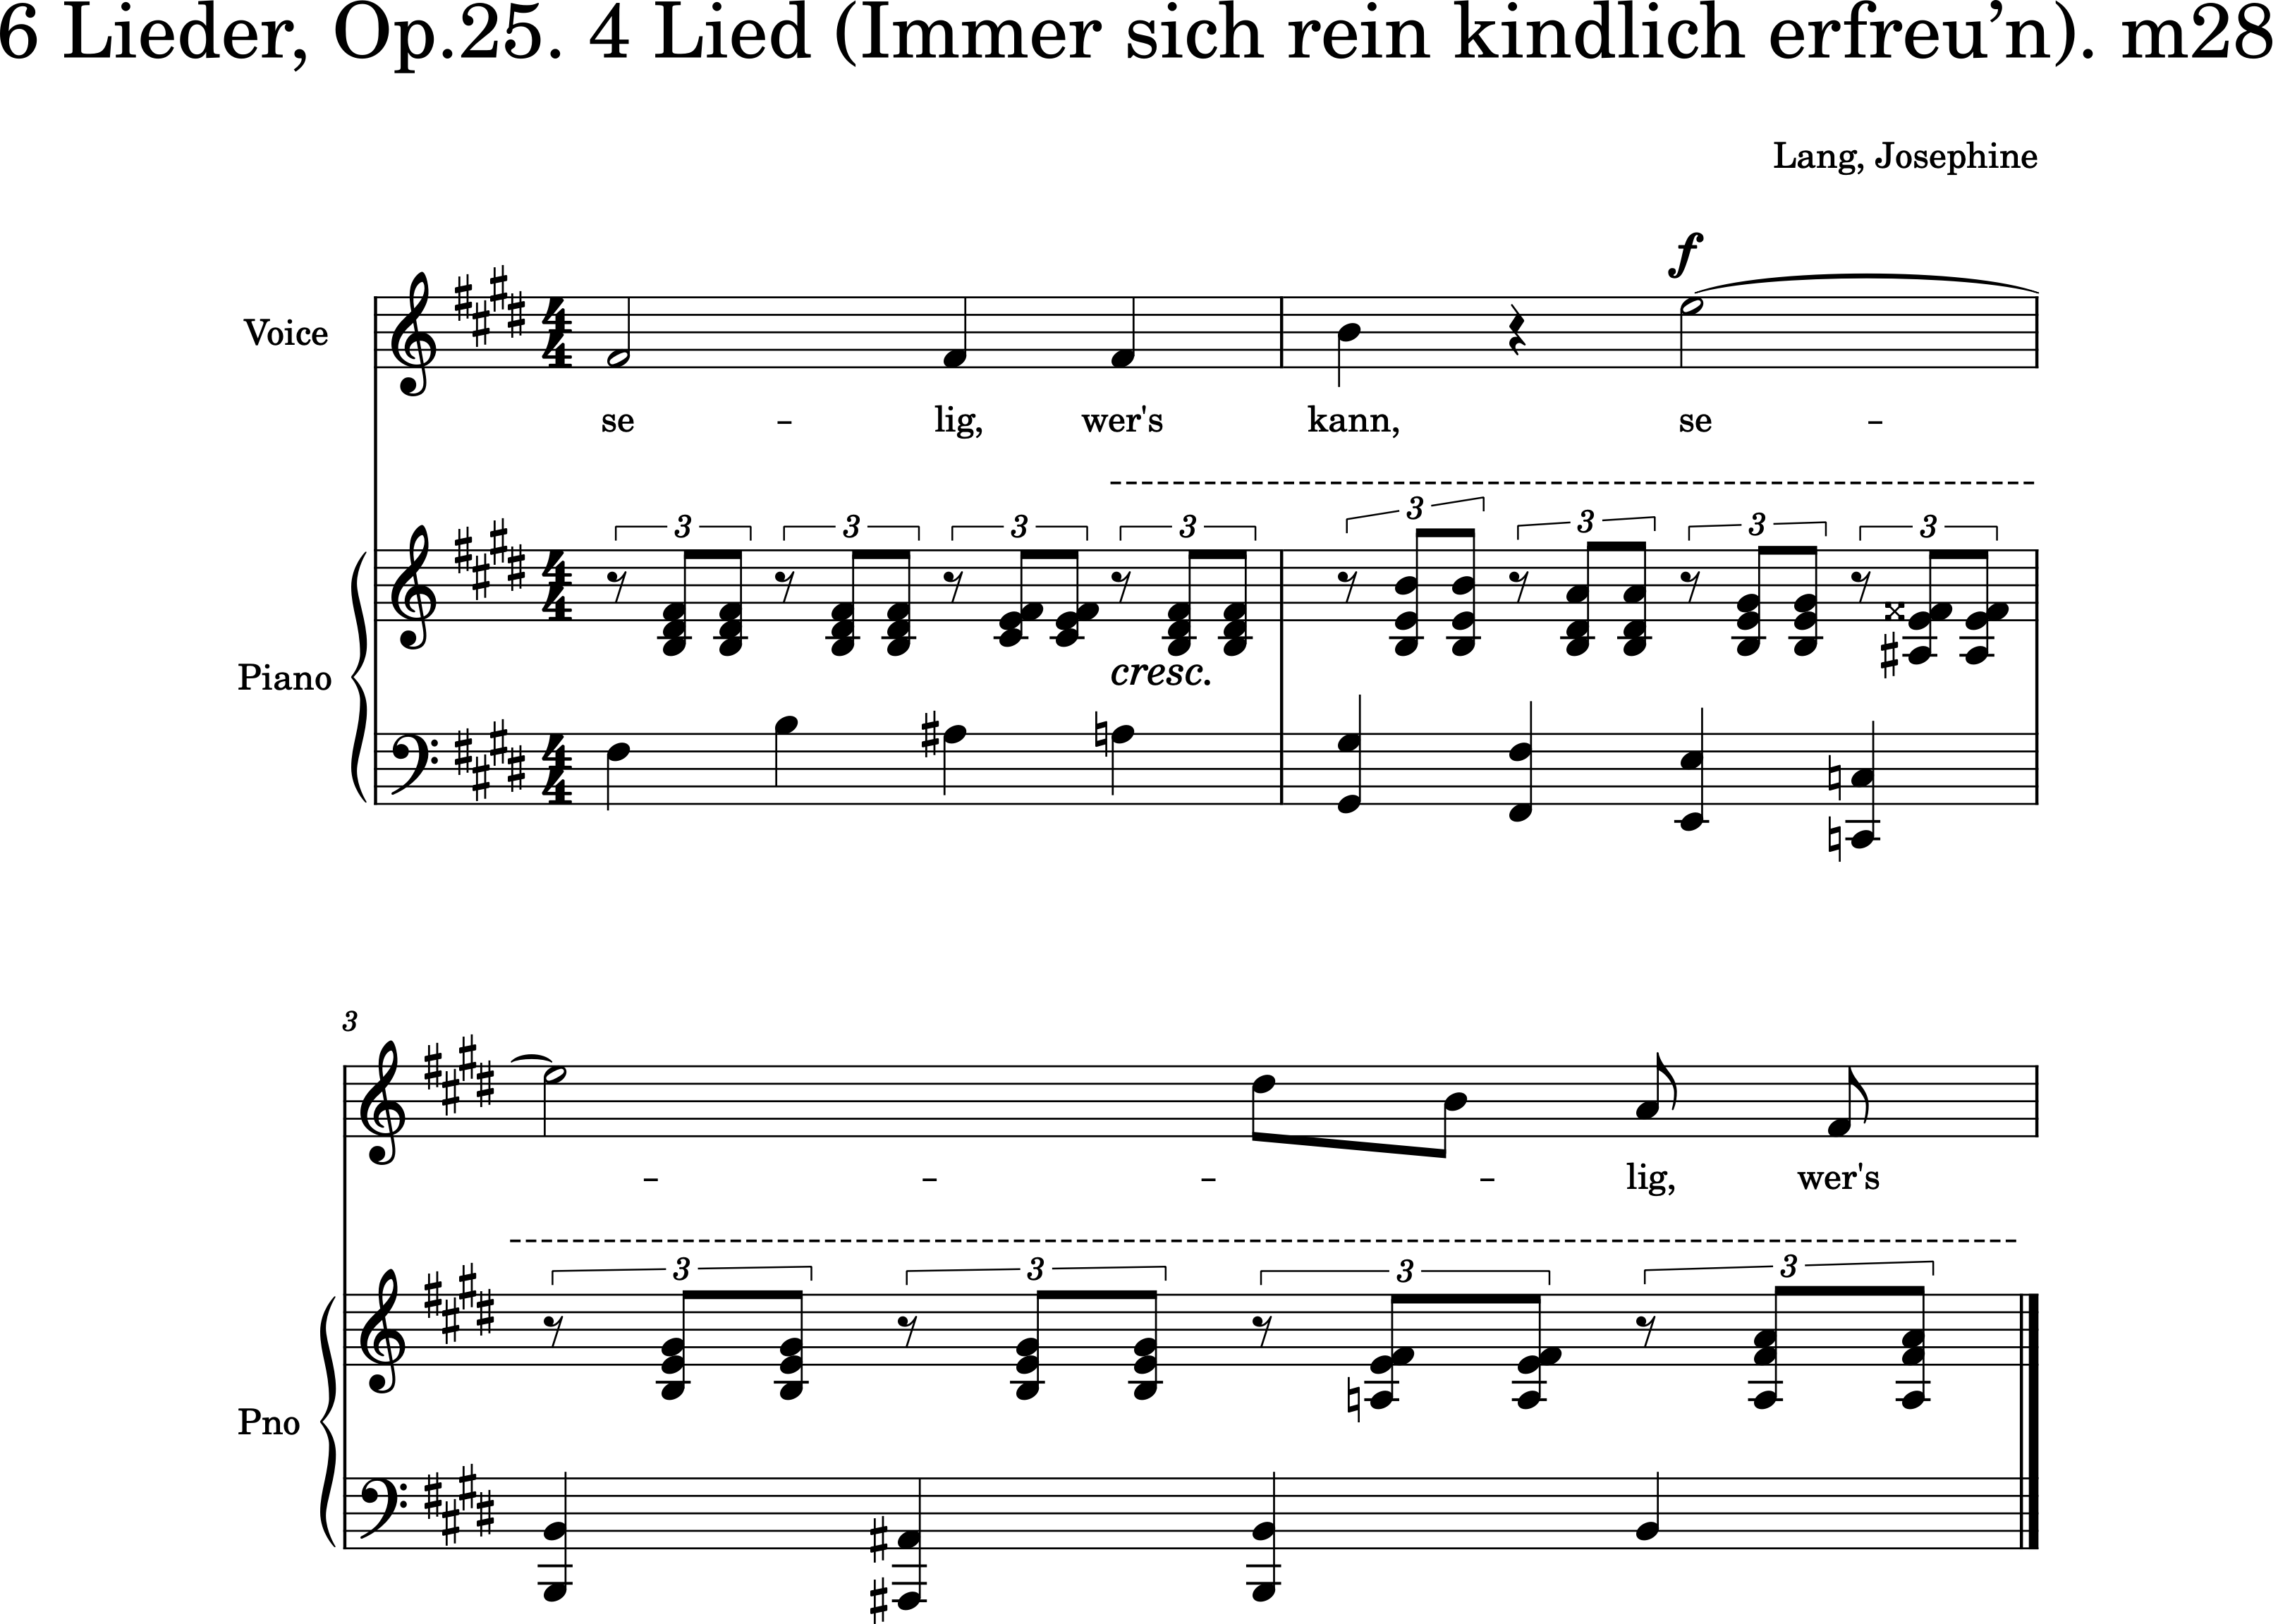 6 Lieder, Op.25. 4 Lied (Immer sich rein kindlich erfreu’n). m28
Lang, Josephine
f
Voice
se – lig, wer's kann, se –
3 3 3 3 3 3 3 3
Piano
cresc.
3
– – – – lig, wer's
3 3 3 3
Pno